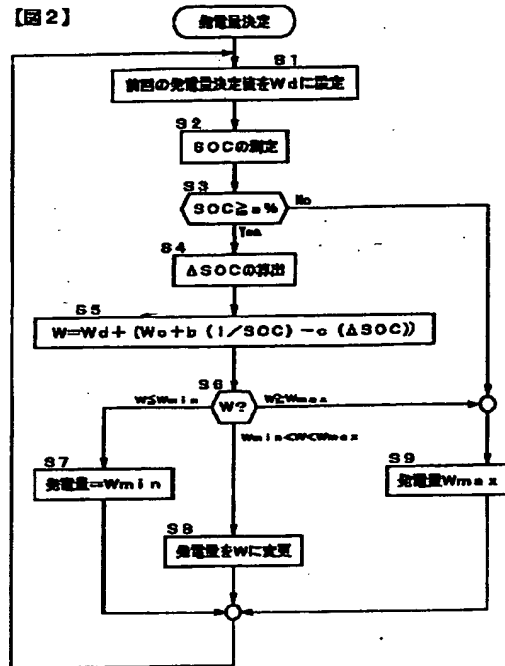 【図2】
発電量決定
S1
前回の発電量決定値をWdに設定
S2
SOCの測定
S3
SOC≧a% No
Yes
S4
ΔSOCの算出
S5
W=Wd+(Wo+b(1/SOC)-c(ΔSOC))
S6
W≦Wmin W? W≧Wmax
Wmin<W<Wmax
S7
発電量=Wmin
S9
発電量Wmax
S8
発電量をWに変更